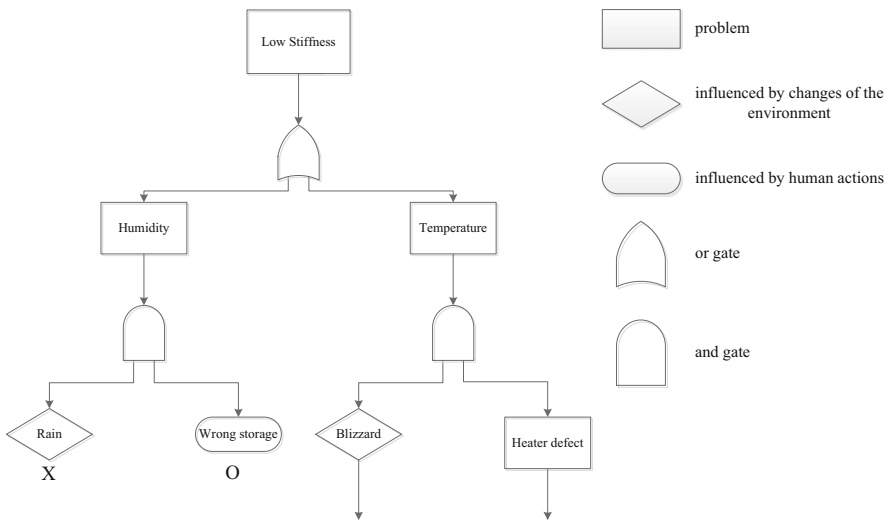 Low Stiffness
Humidity
Temperature
Rain
Wrong storage
Blizzard
Heater defect
X
O
problem
influenced by changes of the
environment
influenced by human actions
or gate
and gate